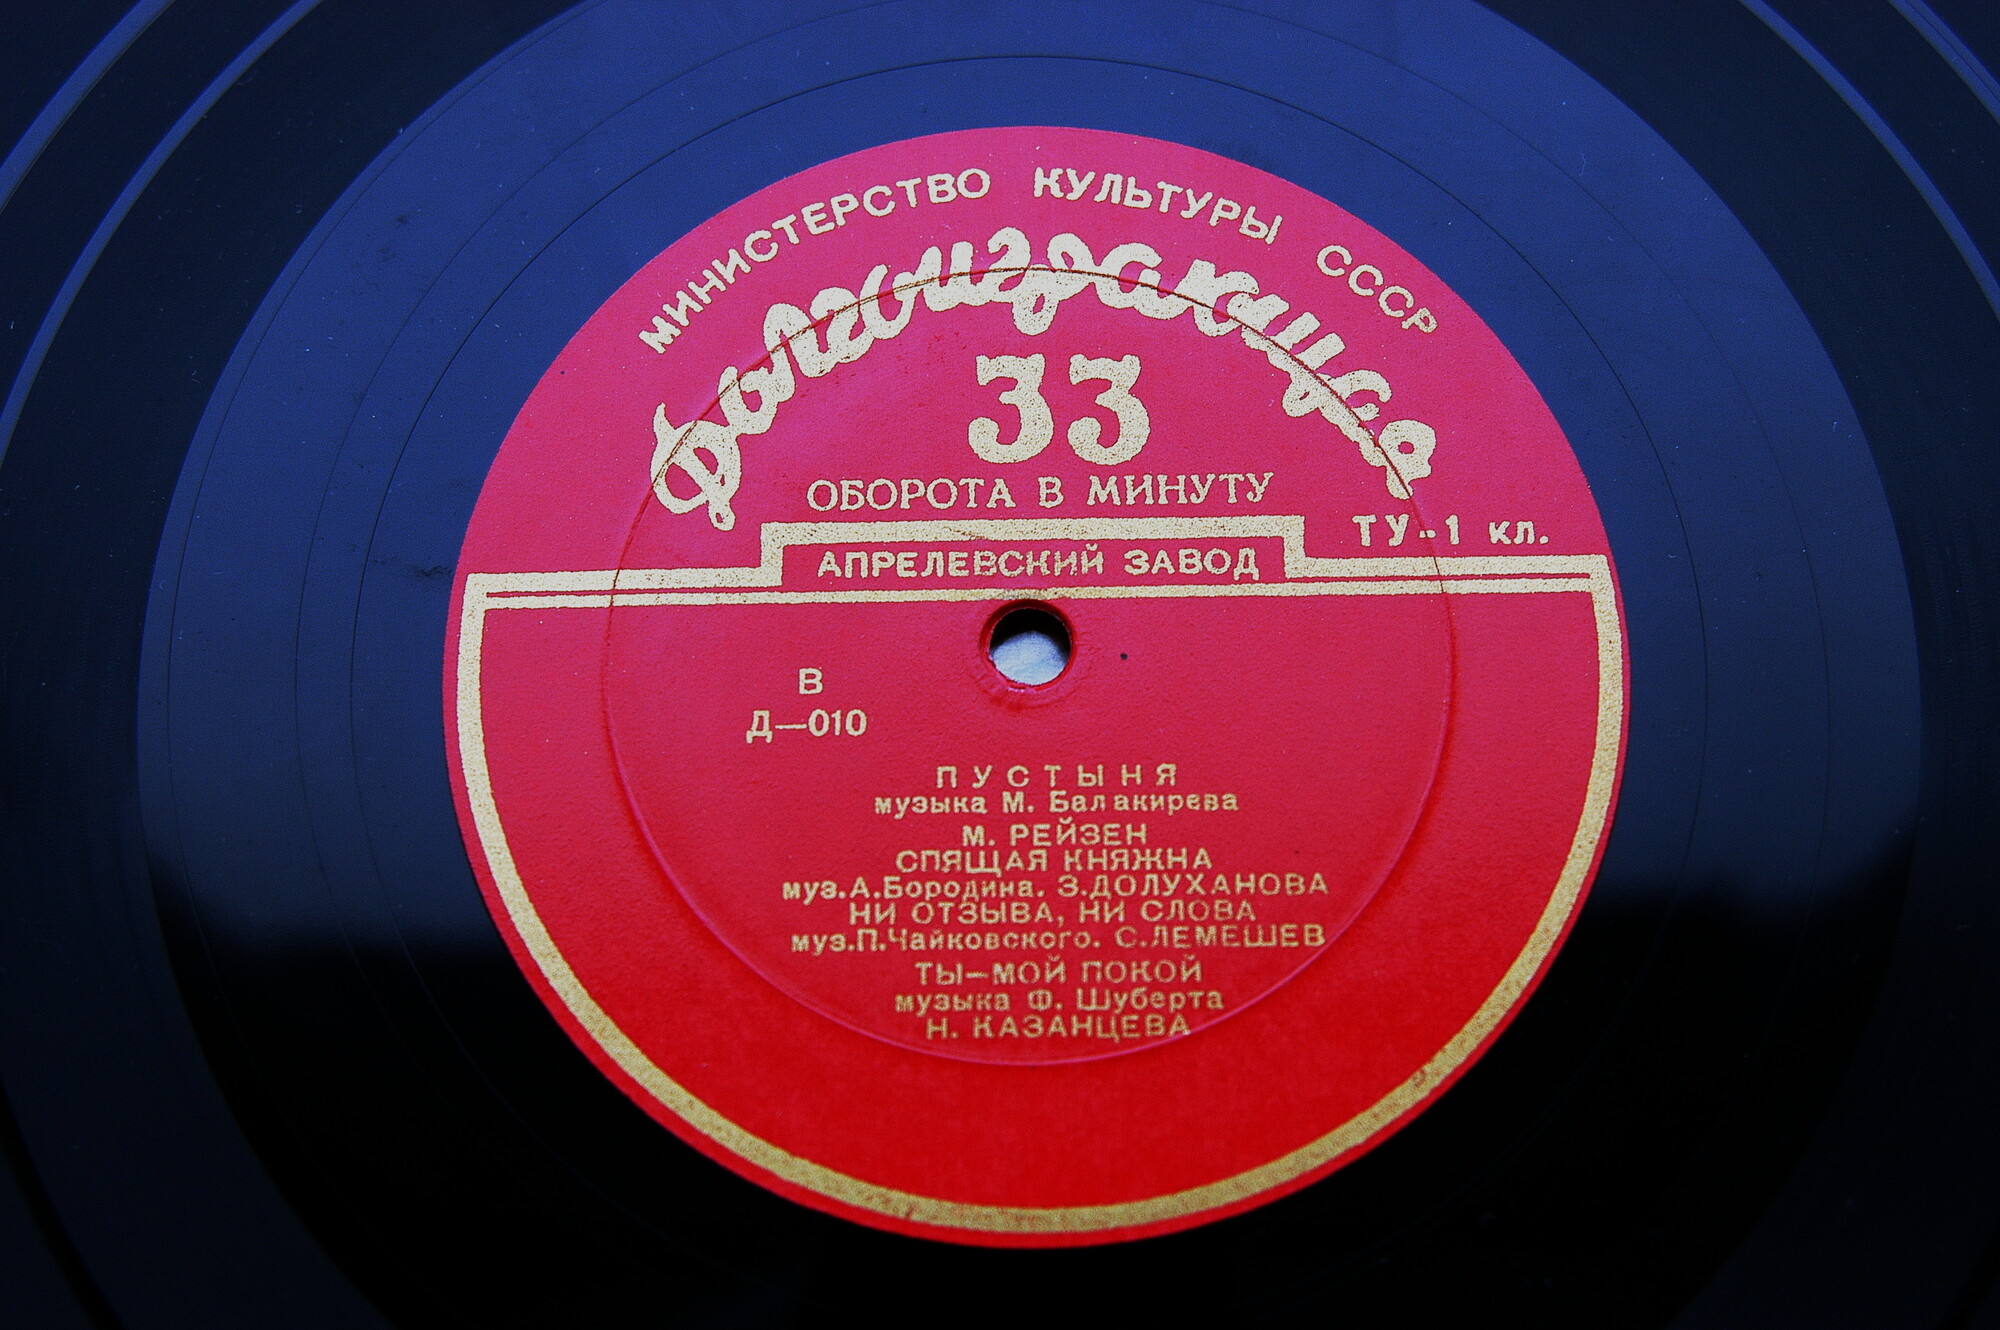 МИНИСТЕРСТВО КУЛЬТУРЫ СССР
Долгоиграющая
33
ОБОРОТА В МИНУТУ
ТУ-1 кл.
АПРЕЛЕВСКИЙ ЗАВОД
В
Д—010
ПУСТЫНЯ
музыка М. Балакирева
М. РЕЙЗЕН
СПЯЩАЯ КНЯЖНА
муз.А.Бородина. З.ДОЛУХАНОВА
НИ ОТЗЫВА, НИ СЛОВА
муз.П.Чайковского. С.ЛЕМЕШЕВ
ТЫ—МОЙ ПОКОЙ
музыка Ф. Шуберта
Н. КАЗАНЦЕВА